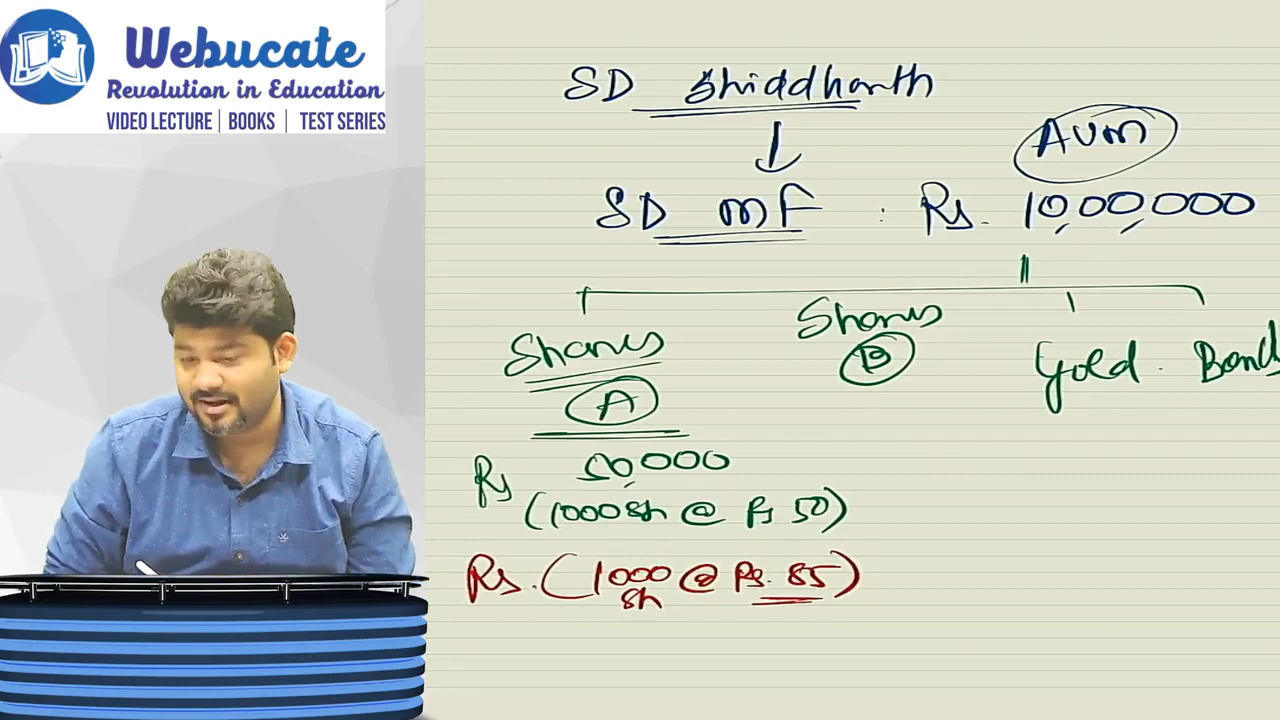 Webucate
Revolution in Education
VIDEO LECTURE | BOOKS | TEST SERIES
SD Shiddhanth
AUM
SD MF : Rs. 10,00,000
Shares Shares
A B Gold Bond
Rs 50,000
(1000 sh @ Rs 50)
Rs. (1000 @ Rs. 85)
sh